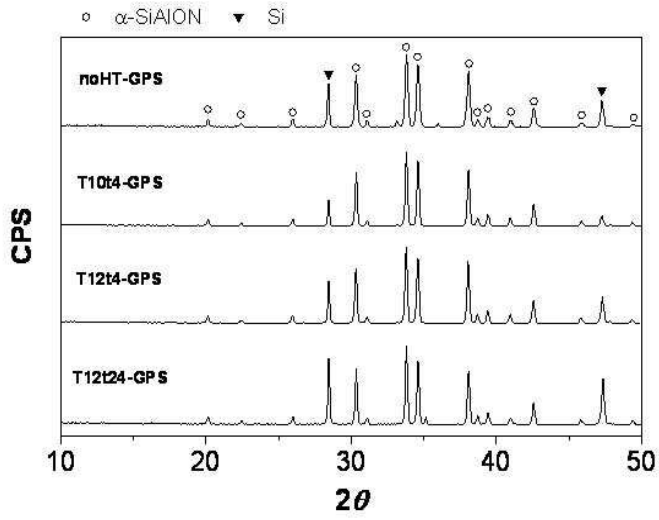 ○ α-SiAlON ▼ Si
noHT-GPS
T10t4-GPS
T12t4-GPS
T12t24-GPS
CPS
10 20 30 40 50
2θ